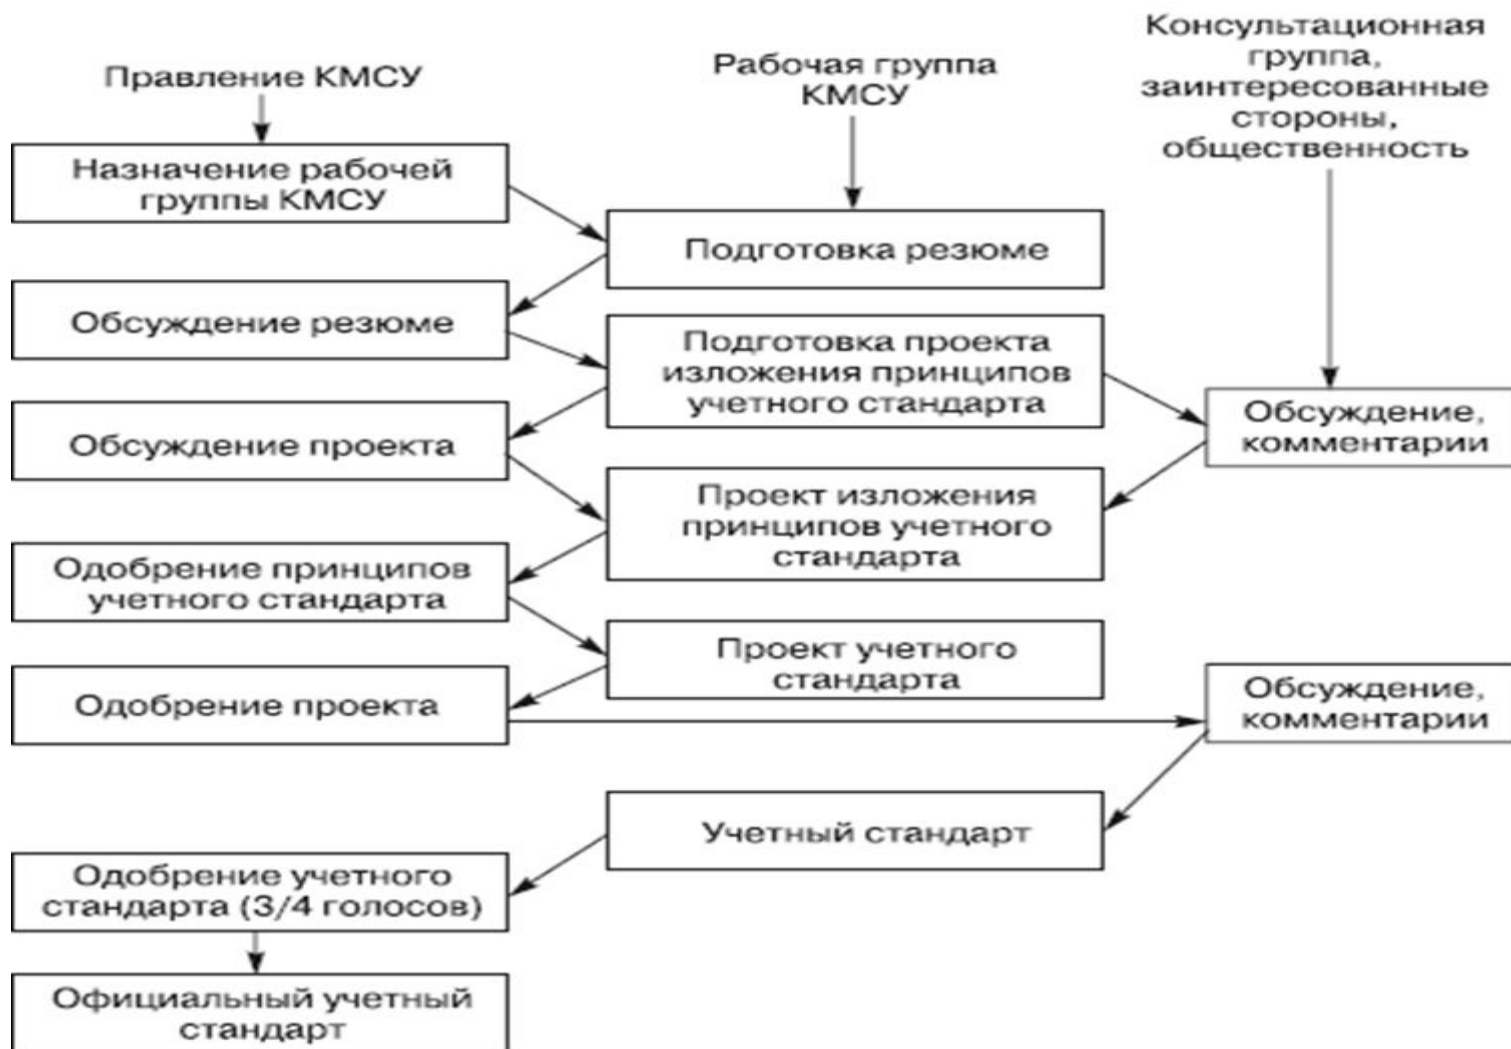 Правление КМСУ
Рабочая группа
КМСУ
Консультационная
группа,
заинтересованные
стороны,
общественность
Назначение рабочей
группы КМСУ
Подготовка резюме
Обсуждение резюме
Подготовка проекта
изложения принципов
учетного стандарта
Обсуждение,
комментарии
Обсуждение проекта
Проект изложения
принципов учетного
стандарта
Одобрение принципов
учетного стандарта
Проект учетного
стандарта
Одобрение проекта
Обсуждение,
комментарии
Учетный стандарт
Одобрение учетного
стандарта (3/4 голосов)
Официальный учетный
стандарт